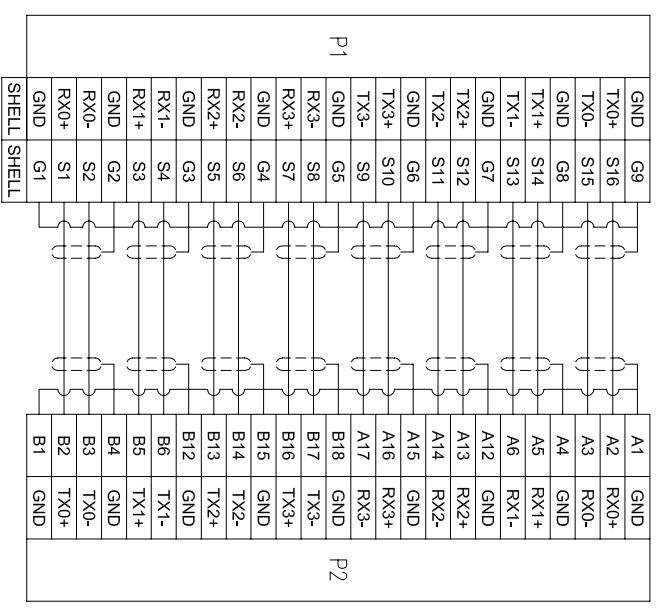 GND G9 A1 GND
TX0+ S16 A2 RX0+
TX0- S15 A3 RX0-
GND G8 A4 GND
TX1+ S14 A5 RX1+
TX1- S13 A6 RX1-
GND G7 A12 GND
TX2+ S12 A13 RX2+
TX2- S11 A14 RX2-
GND G6 A15 GND
TX3+ S10 A16 RX3+
TX3- S9 A17 RX3-
P1 GND G5 B18 GND P2
RX3- S8 B17 TX3-
RX3+ S7 B16 TX3+
GND G4 B15 GND
RX2- S6 B14 TX2-
RX2+ S5 B13 TX2+
GND G3 B12 GND
RX1- S4 B6 TX1-
RX1+ S3 B5 TX1+
GND G2 B4 GND
RX0- S2 B3 TX0-
RX0+ S1 B2 TX0+
GND G1 B1 GND
SHELL SHELL